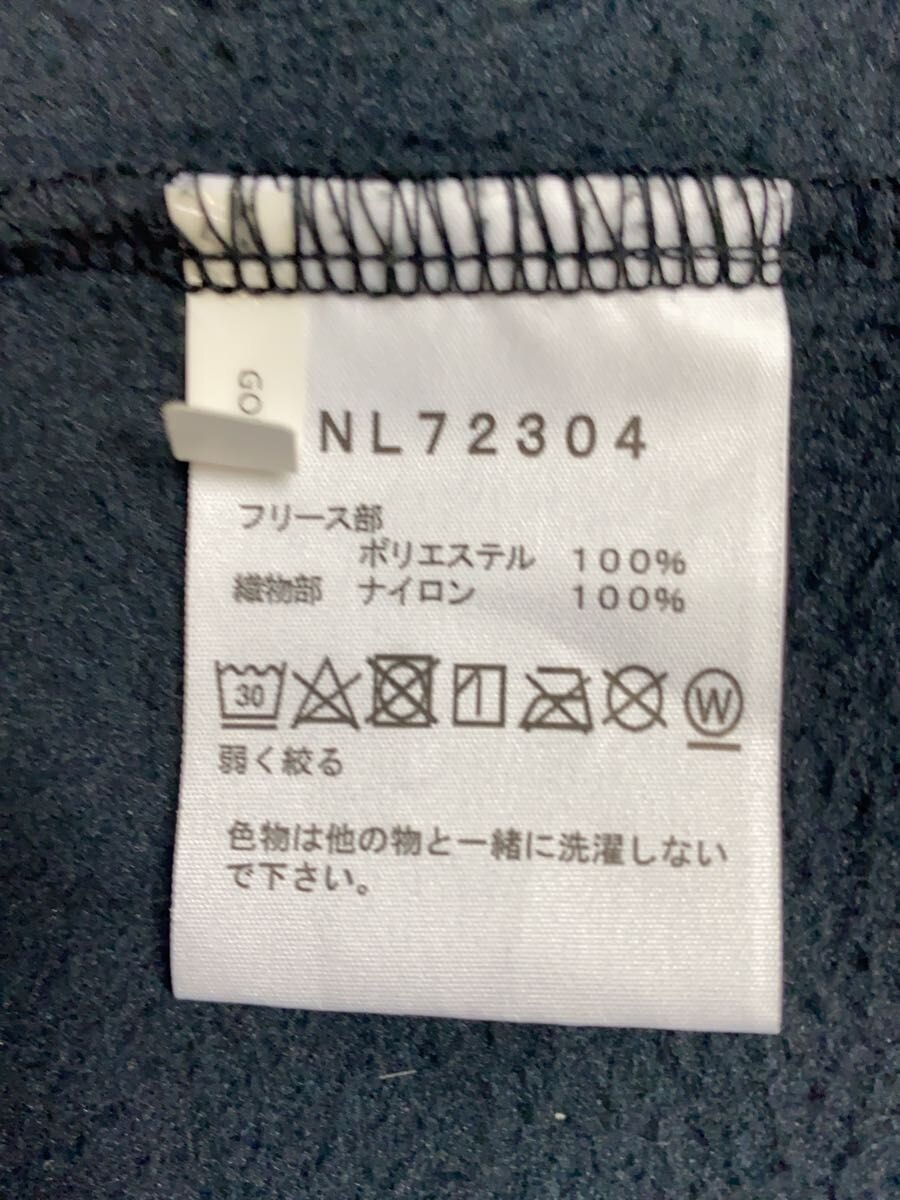 GO
NL72304
フリース部
ポリエステル 100%
織物部 ナイロン 100%
30
W
弱く絞る
色物は他の物と一緒に洗濯しない
で下さい。